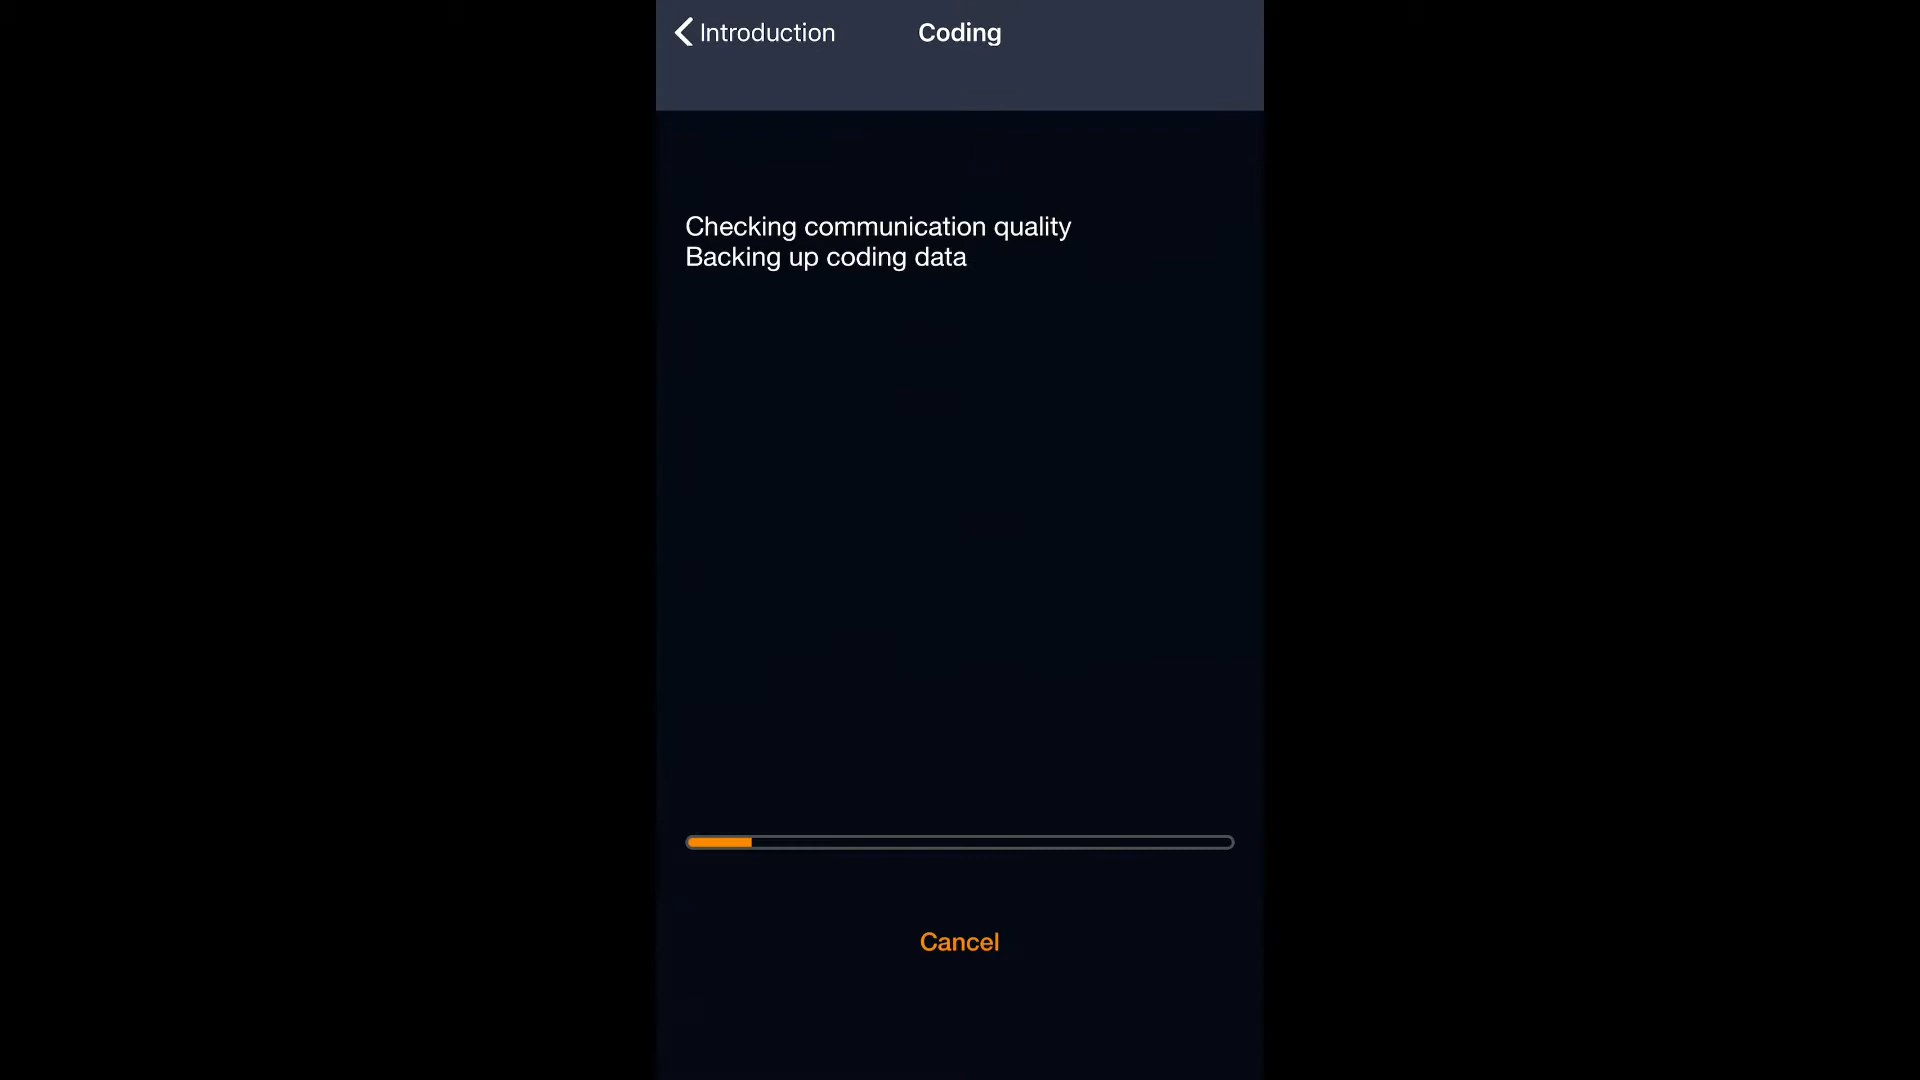 Introduction
Coding
Checking communication quality
Backing up coding data
Cancel